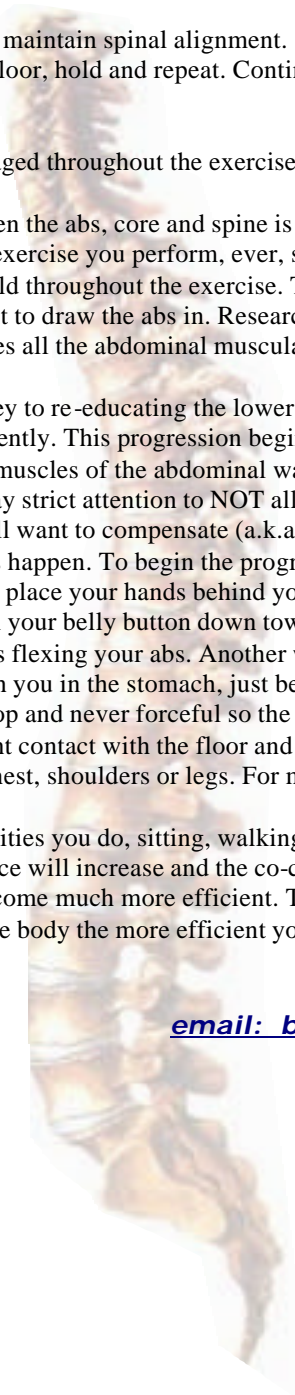 maintain spinal alignment.
loor, hold and repeat. Contin
ged throughout the exercise
en the abs, core and spine is
exercise you perform, ever, s
ld throughout the exercise. T
t to draw the abs in. Researc
es all the abdominal muscula
ey to re-educating the lower
ently. This progression begi
muscles of the abdominal wa
ay strict attention to NOT all
ll want to compensate (a.k.a
s happen. To begin the progr
place your hands behind yo
your belly button down tow
s flexing your abs. Another
n you in the stomach, just be
op and never forceful so the
nt contact with the floor and
hest, shoulders or legs. For n
ities you do, sitting, walking
ce will increase and the co-c
come much more efficient. T
e body the more efficient yo
email: b